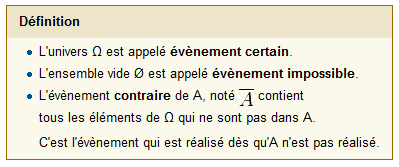 Définition
L'univers Ω est appelé évènement certain.
L'ensemble vide Ø est appelé évènement impossible.
L'évènement contraire de A, noté A̅ contient
tous les éléments de Ω qui ne sont pas dans A.
C'est l'évènement qui est réalisé dès qu'A n'est pas réalisé.